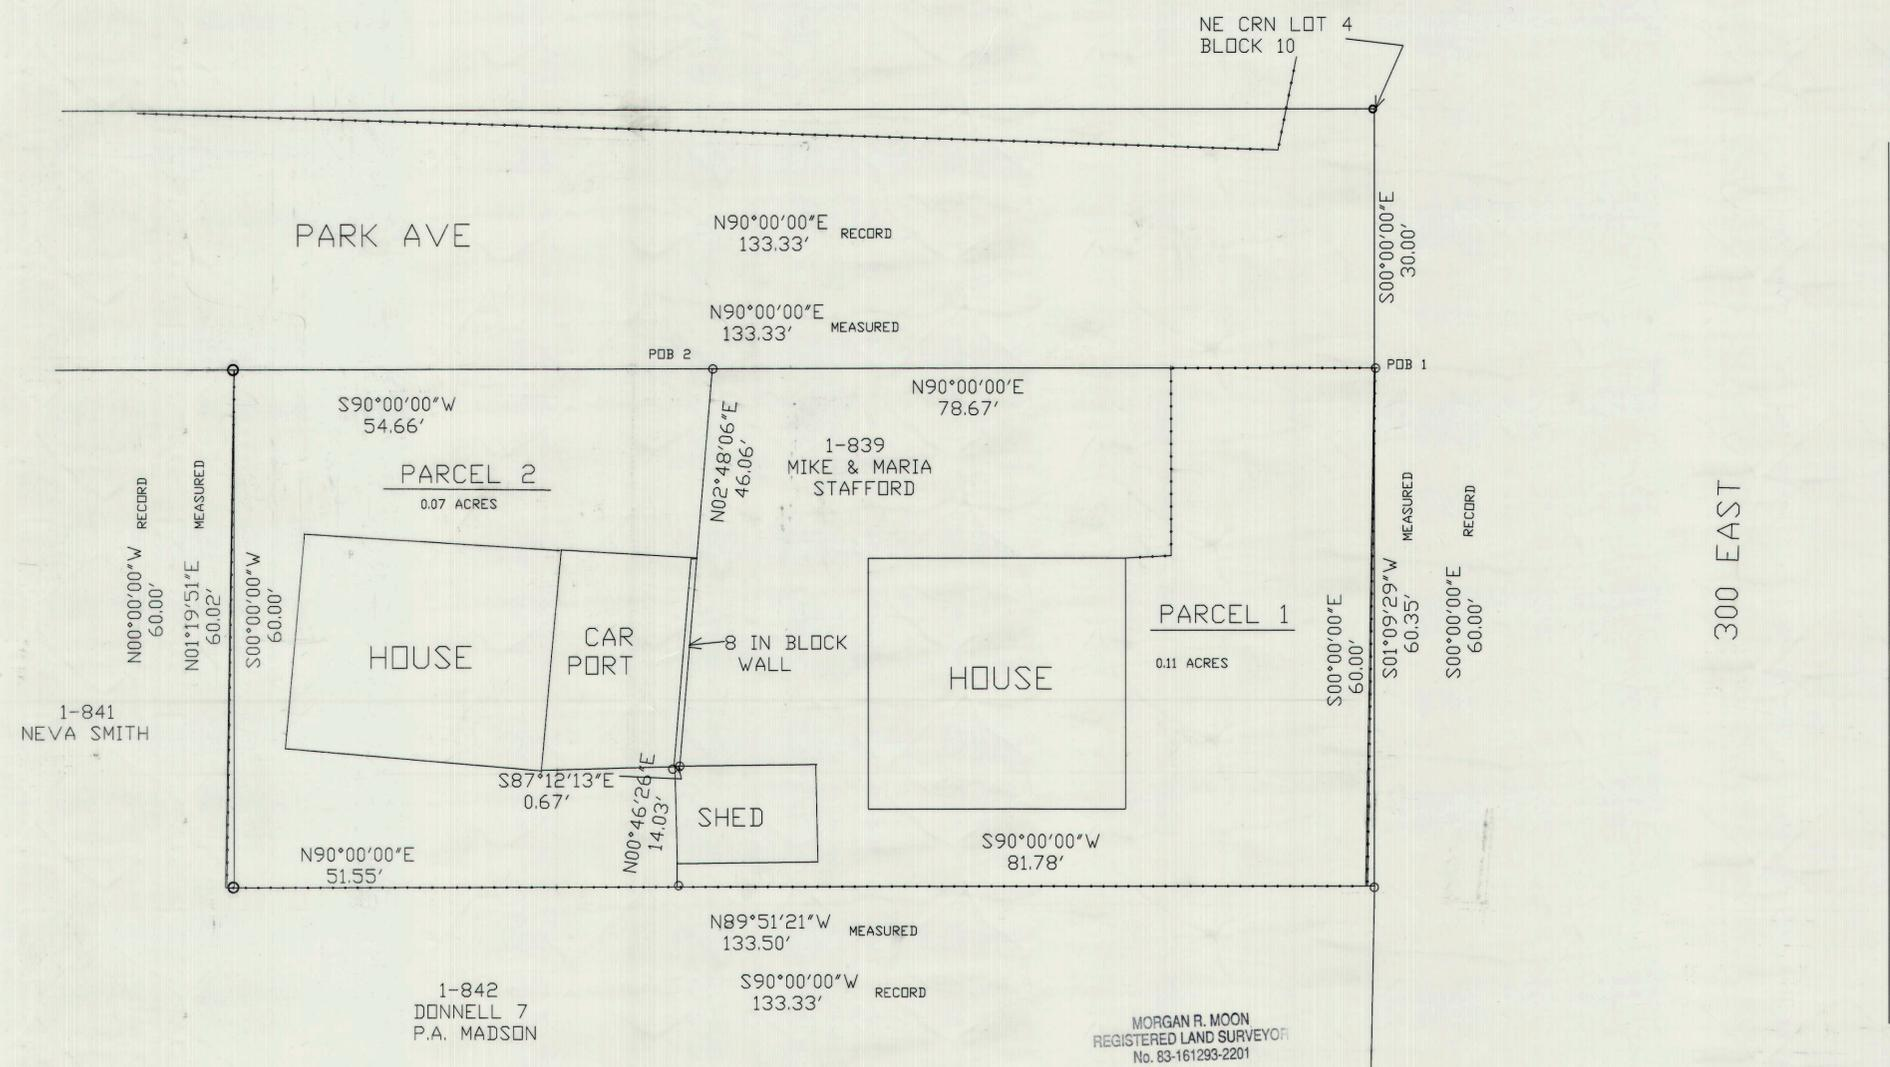 NE CRN LOT 4
BLOCK 10
PARK AVE
N90°00'00"E RECORD
133.33'
S00°00'00"E
30.00'
N90°00'00"E MEASURED
133.33'
POB 2
POB 1
S90°00'00"W
54.66'
N90°00'00"E
78.67'
N02°48'06"E
46.06'
1-839
MIKE & MARIA
STAFFORD
PARCEL 2
0.07 ACRES
N00°00'00"W RECORD
60.00'
N01°19'51"E MEASURED
60.02'
S00°00'00"W
60.00'
HOUSE
CAR
PORT
8 IN BLOCK
WALL
HOUSE
PARCEL 1
0.11 ACRES
S00°00'00"E
60.00'
S01°09'29"W MEASURED
60.35'
S00°00'00"E RECORD
60.00'
300 EAST
1-841
NEVA SMITH
S87°12'13"E
0.67'
N00°46'26"E
14.03'
SHED
N90°00'00"E
51.55'
S90°00'00"W
81.78'
N89°51'21"W MEASURED
133.50'
S90°00'00"W RECORD
133.33'
1-842
DONNELL 7
P.A. MADSON
MORGAN R. MOON
REGISTERED LAND SURVEYOR
No. 83-161293-2201